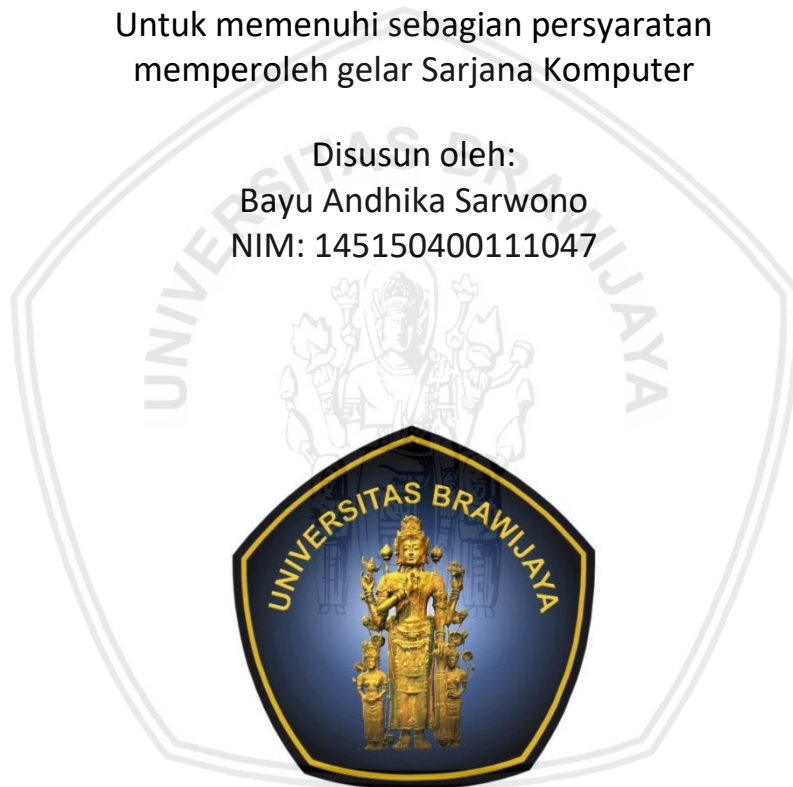 Untuk memenuhi sebagian persyaratan
memperoleh gelar Sarjana Komputer
Disusun oleh:
Bayu Andhika Sarwono
NIM: 145150400111047
UNIVERSITAS BRAWIJAYA
UNIVERSITAS BRAWIJAYA